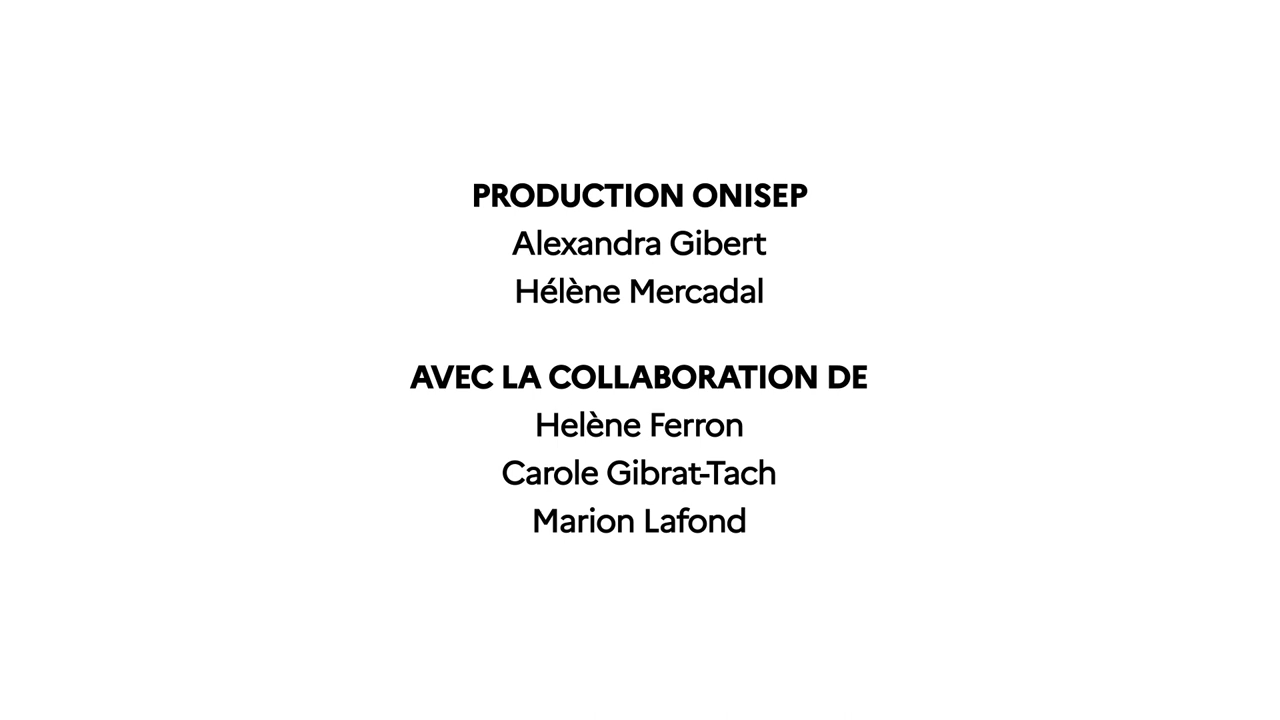 PRODUCTION ONISEP
Alexandra Gibert
Hélène Mercadal
AVEC LA COLLABORATION DE
Helène Ferron
Carole Gibrat-Tach
Marion Lafond